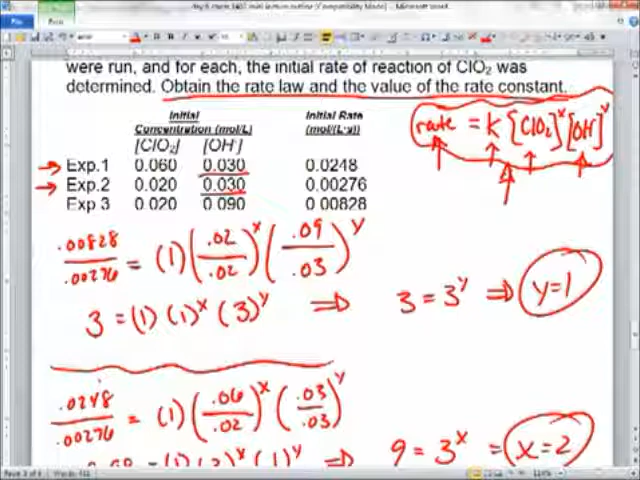 were run, and for each, the initial rate of reaction of ClO2 was
determined. Obtain the rate law and the value of the rate constant.
Initial
Concentration (mol/L)
Initial Rate
(mol/(L·y)
[ClO2] [OH-]
Exp.1 0.060 0.030 0.0248
Exp.2 0.020 0.030 0.00276
Exp 3 0.020 0.090 0 00828
rate = K [ClO2]^x [OH-]^y
.00828/.00276 = (1) (.02/.02)^x (.09/.03)^y
3 = (1) (1)^x (3)^y ⇒ 3 = 3^y ⇒ y=1
.0248/.00276 = (1) (.06/.02)^x (.03/.03)^y
= (1) (3)^x (1)^y ⇒ 9 = 3^x = x=2